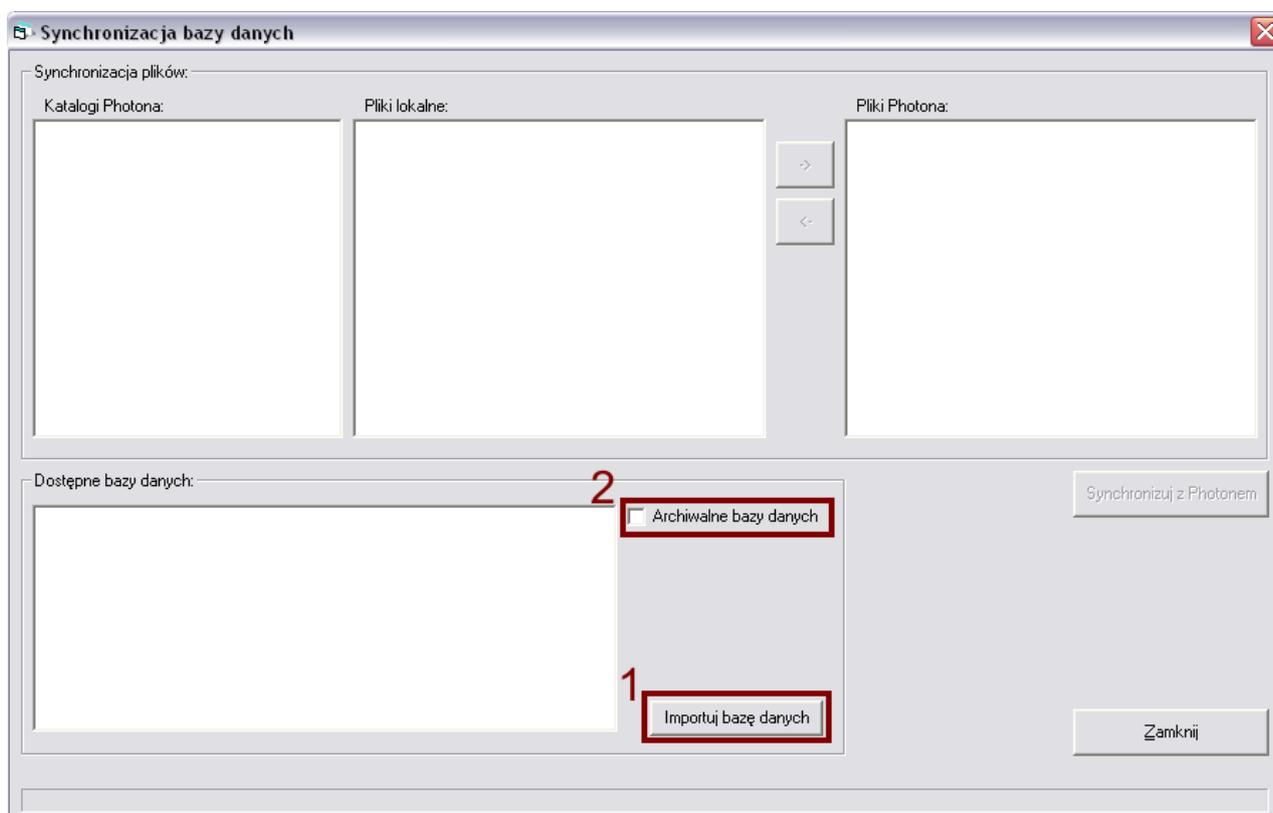 Synchronizacja bazy danych
Synchronizacja plików:
Katalogi Photona:
Pliki lokalne:
Pliki Photona:
->
<-
Dostępne bazy danych:
2
Archiwalne bazy danych
Synchronizuj z Photonem
1
Importuj bazę danych
Zamknij